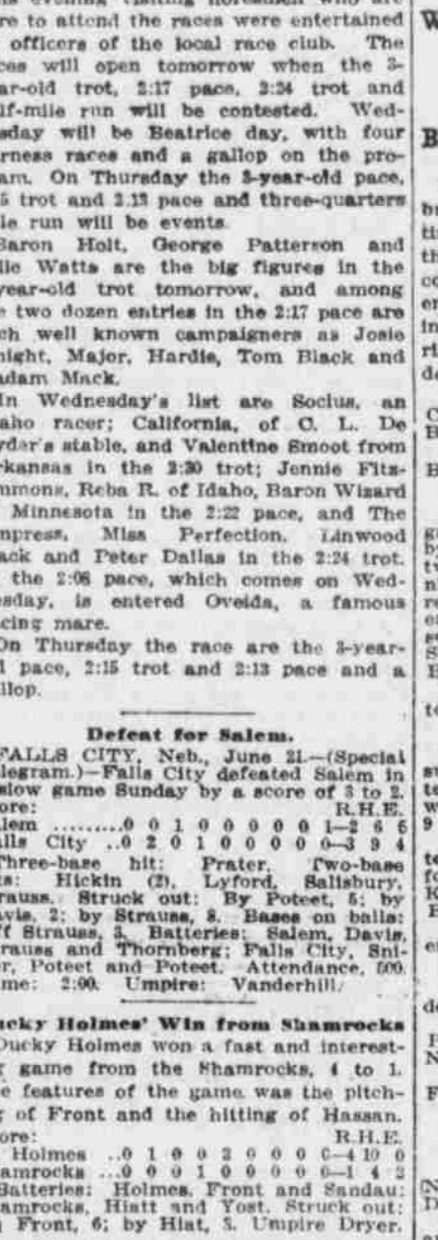 re to attend the races were entertained
officers of the local race club. The
ces will open tomorrow when the 3-
ar-old trot, 2:17 pace, 2:24 trot and
lf-mile run will be contested. Wed-
sday will be Beatrice day, with four
rness races and a gallop on the pro-
am. On Thursday the 3-year-old pace,
5 trot and 2.13 pace and three-quarters
le run will be events.
Baron Holt, George Patterson and
lie Watts are the big figures in the
year-old trot tomorrow, and among
e two dozen entries in the 2:17 pace are
ch well known campaigners as Josie
night, Major, Hardie, Tom Black and
adam Mack.
In Wednesday's list are Socius, an
aho racer; California, of C. L. De
yder's stable, and Valentine Smoot from
rkansas in the 2:30 trot; Jennie Fitz-
mmons, Reba R. of Idaho, Baron Wizard
Minnesota in the 2:22 pace, and The
mpress, Miss Perfection, Linwood
ack and Peter Dallas in the 2:24 trot.
the 2:08 pace, which comes on Wed-
esday, is entered Oveida, a famous
cing mare.
On Thursday the race are the 3-year-
d pace, 2:15 trot and 2:13 pace and a
llop.
Defeat for Salem.
FALLS CITY, Neb., June 21.—(Special
legram.)—Falls City defeated Salem in
slow game Sunday by a score of 3 to 2.
ore: R.H.E.
lem .........0 0 1 0 0 0 0 0 1—2 6 6
lls City ..0 2 0 1 0 0 0 0 0—3 9 4
Three-base hit: Prater. Two-base
ts: Hickin (2), Lyford, Salisbury,
rauss. Struck out: By Poteet, 5; by
avis, 2; by Strauss, 8. Bases on balls:
ff Strauss, 3. Batteries: Salem, Davis,
rauss and Thornberg; Falls City, Sni-
er, Poteet and Poteet. Attendance, 500.
me: 2:00. Umpire: Vanderhill.
ucky Holmes' Win from Shamrocks
Ducky Holmes won a fast and interest-
g game from the Shamrocks, 4 to 1.
e features of the game was the pitch-
g of Front and the hitting of Hassan.
ore: R.H.E.
Holmes ..0 1 0 0 3 0 0 0 0—4 10 0
amrocks ...0 0 0 1 0 0 0 0 0—1 4 2
Batteries: Holmes, Front and Sandau;
amrocks, Hiatt and Yost. Struck out:
Front, 6; by Hiat, 3. Umpire Dryer.